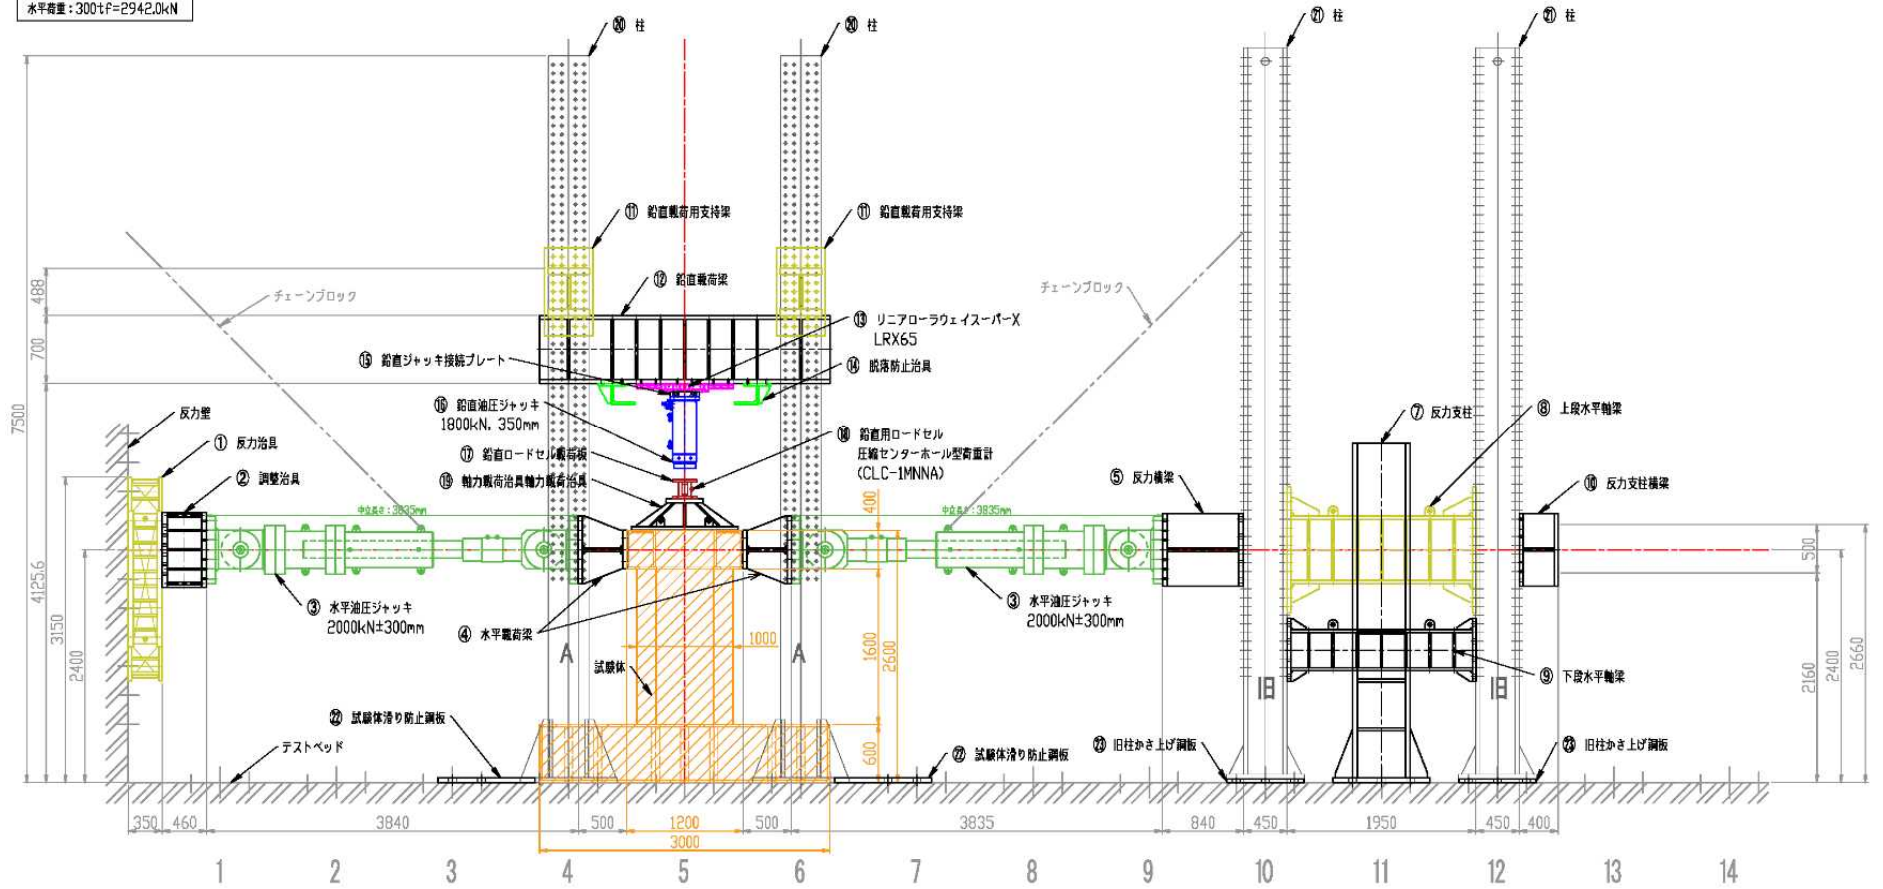 水平荷重:300tf=2942.0kN
⑳ 柱
⑳ 柱
㉑ 柱
㉑ 柱
⑪ 鉛直載荷用支持梁
⑪ 鉛直載荷用支持梁
⑫ 鉛直載荷梁
チェーンブロック
チェーンブロック
⑬ リニアローラウェイスーパーX
LRX65
⑮ 鉛直ジャッキ接続プレート
⑭ 脱落防止治具
⑯ 鉛直油圧ジャッキ
1800kN, 350mm
反力壁
① 反力治具
② 調整治具
⑰ 鉛直ロードセル載荷板
⑲ 軸力載荷治具軸力載荷治具
⑱ 鉛直用ロードセル
圧縮センターホール型荷重計
(CLC-1MNNA)
⑦ 反力支柱
⑧ 上段水平軸梁
⑤ 反力横梁
⑩ 反力支柱横梁
中立長さ:3835mm
中立長さ:3835mm
③ 水平油圧ジャッキ
2000kN±300mm
③ 水平油圧ジャッキ
2000kN±300mm
④ 水平載荷梁
試験体
A
A
旧
旧
⑨ 下段水平軸梁
㉒ 試験体滑り防止鋼板
㉒ 試験体滑り防止鋼板
テストベッド
㉓ 旧柱かさ上げ鋼板
㉓ 旧柱かさ上げ鋼板
7500
488
700
4125.6
3150
2400
400
1000
1600
2600
600
500
2160
2400
2660
350
460
3840
500
1200
500
3835
840
450
1950
450
400
3000
1
2
3
4
5
6
7
8
9
10
11
12
13
14